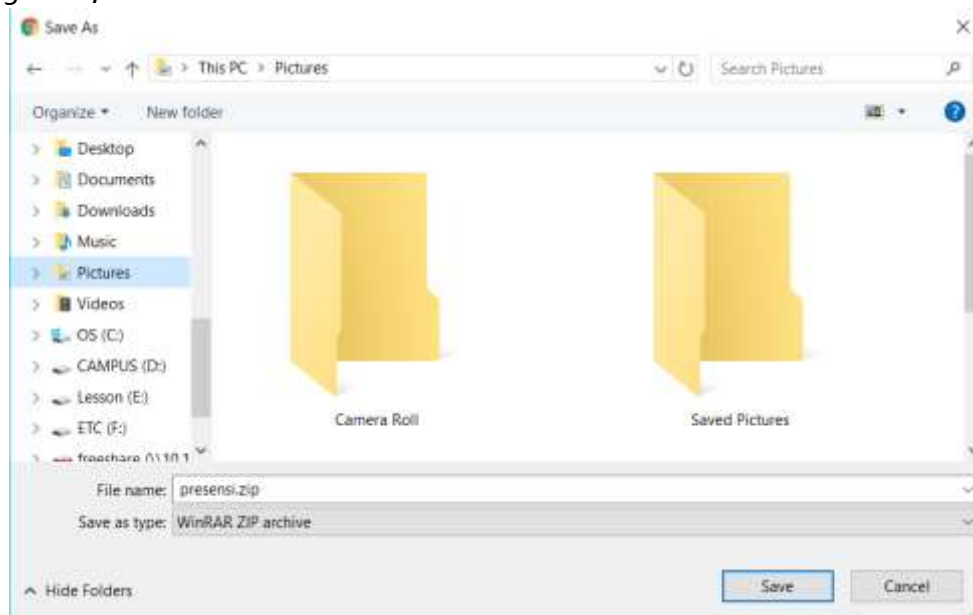 Save As
This PC > Pictures
Search Pictures
Organize
New folder
Desktop
Documents
Downloads
Music
Pictures
Videos
OS (C:)
CAMPUS (D:)
Lesson (E:)
ETC (F:)
Camera Roll
Saved Pictures
File name: presensi.zip
Save as type: WinRAR ZIP archive
Hide Folders
Save
Cancel